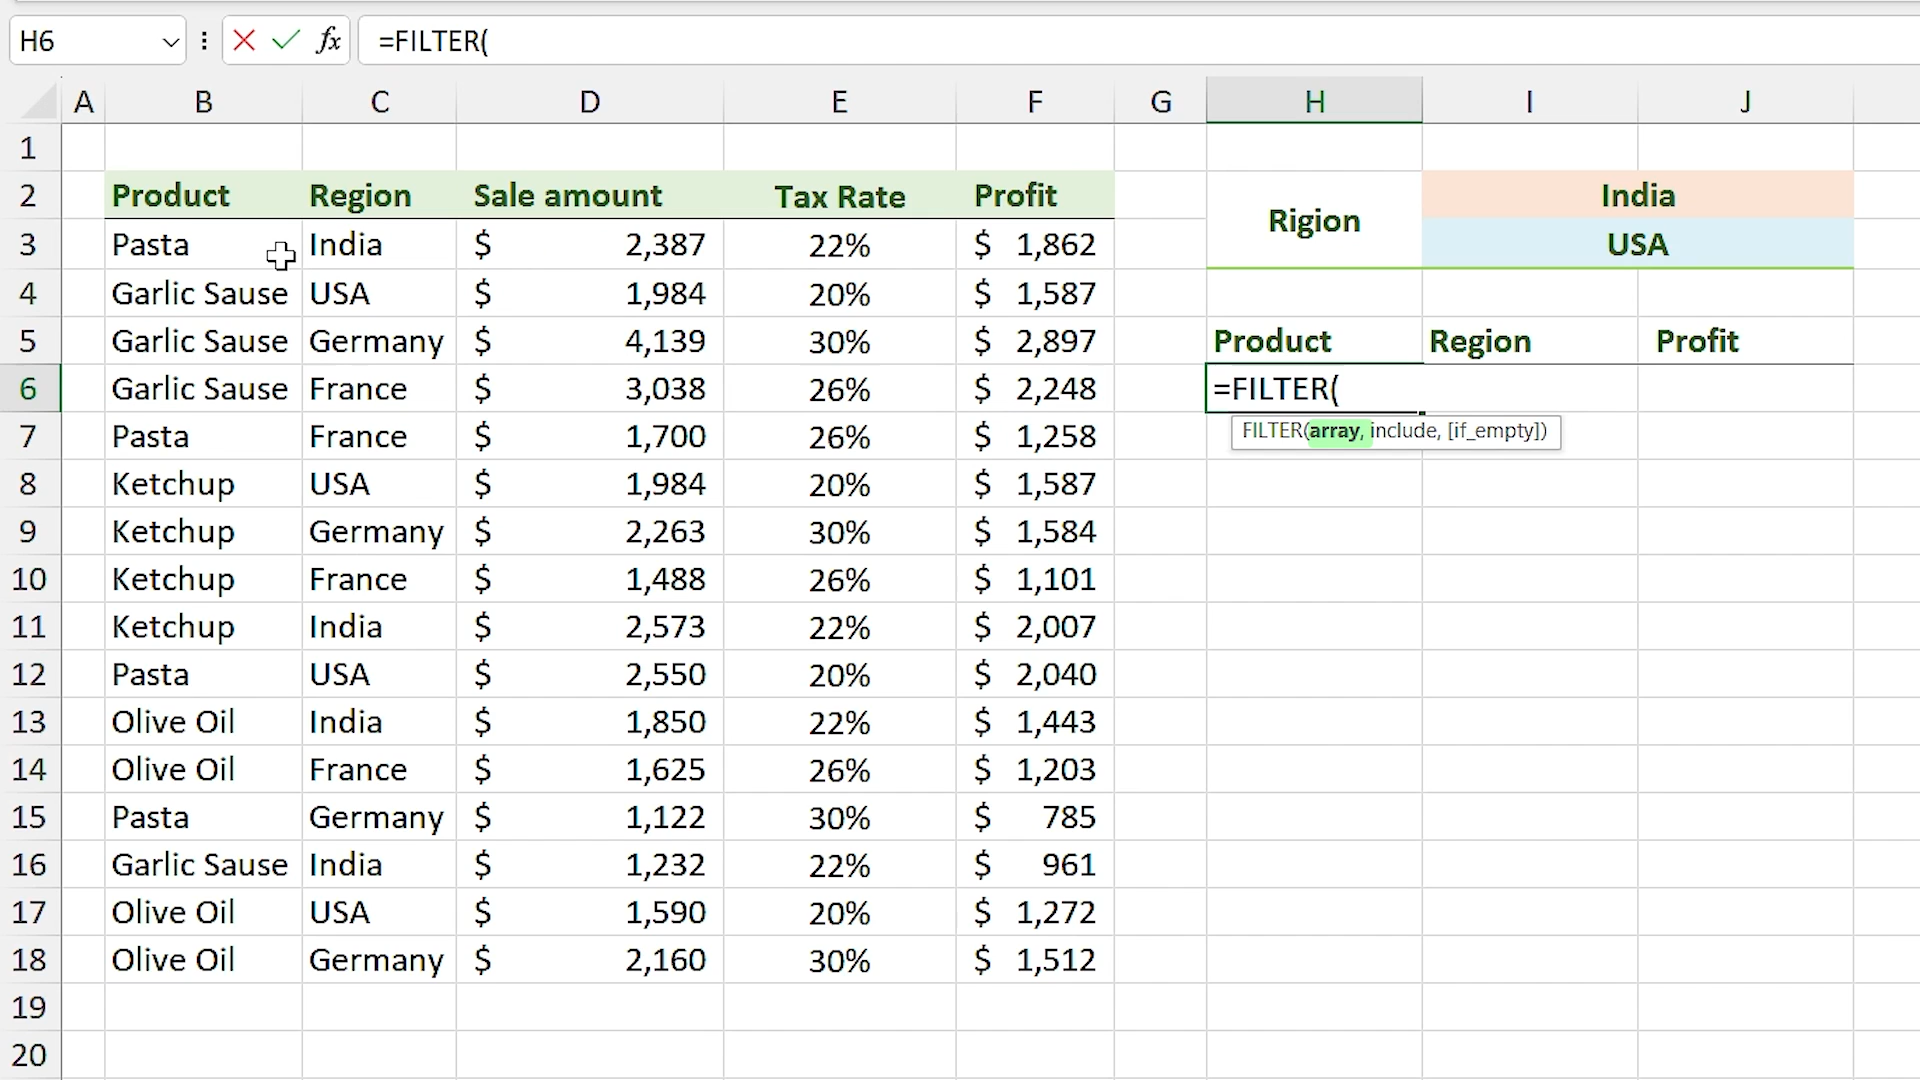 H6 fx =FILTER(
A B C D E F G H I J
1
2 Product Region Sale amount Tax Rate Profit Rigion India
3 Pasta India $ 2,387 22% $ 1,862 USA
4 Garlic Sause USA $ 1,984 20% $ 1,587
5 Garlic Sause Germany $ 4,139 30% $ 2,897 Product Region Profit
6 Garlic Sause France $ 3,038 26% $ 2,248 =FILTER(
FILTER(array, include, [if_empty])
7 Pasta France $ 1,700 26% $ 1,258
8 Ketchup USA $ 1,984 20% $ 1,587
9 Ketchup Germany $ 2,263 30% $ 1,584
10 Ketchup France $ 1,488 26% $ 1,101
11 Ketchup India $ 2,573 22% $ 2,007
12 Pasta USA $ 2,550 20% $ 2,040
13 Olive Oil India $ 1,850 22% $ 1,443
14 Olive Oil France $ 1,625 26% $ 1,203
15 Pasta Germany $ 1,122 30% $ 785
16 Garlic Sause India $ 1,232 22% $ 961
17 Olive Oil USA $ 1,590 20% $ 1,272
18 Olive Oil Germany $ 2,160 30% $ 1,512
19
20